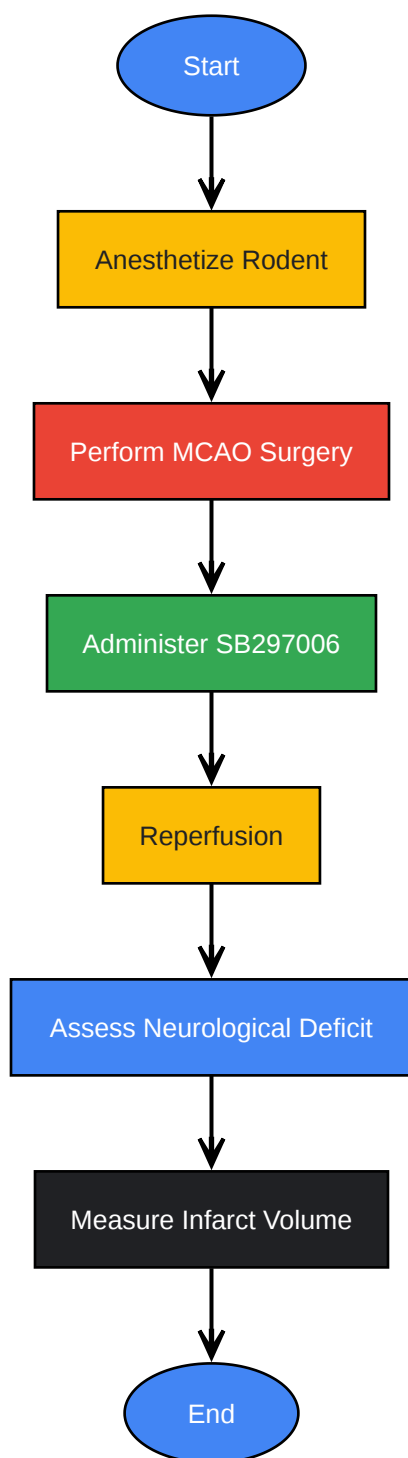 Start
Anesthetize Rodent
Perform MCAO Surgery
Administer SB297006
Reperfusion
Assess Neurological Deficit
Measure Infarct Volume
End